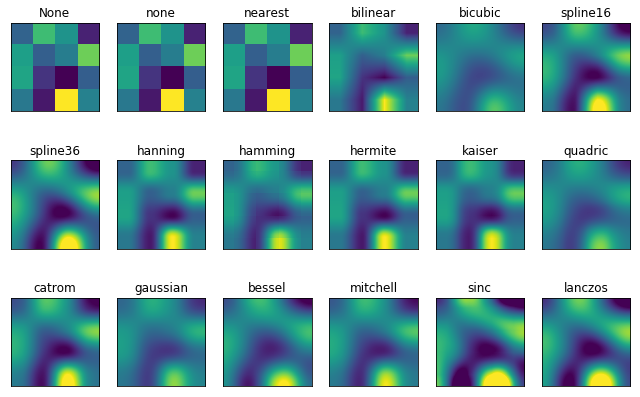 None none nearest bilinear bicubic spline16
spline36 hanning hamming hermite kaiser quadric
catrom gaussian bessel mitchell sinc lanczos